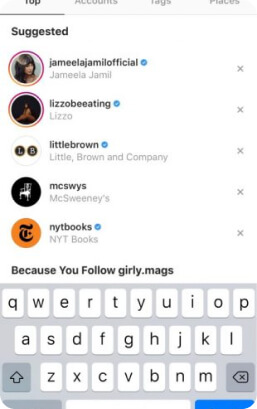 Top Accounts Tags Places
Suggested
jameelajamilofficial
Jameela Jamil
lizzobeeating
Lizzo
L B
littlebrown
Little, Brown and Company
mcswys
McSweeney's
T
nytbooks
NYT Books
Because You Follow girly.mags
q w e r t y u i o p
a s d f g h j k l
z x c v b n m